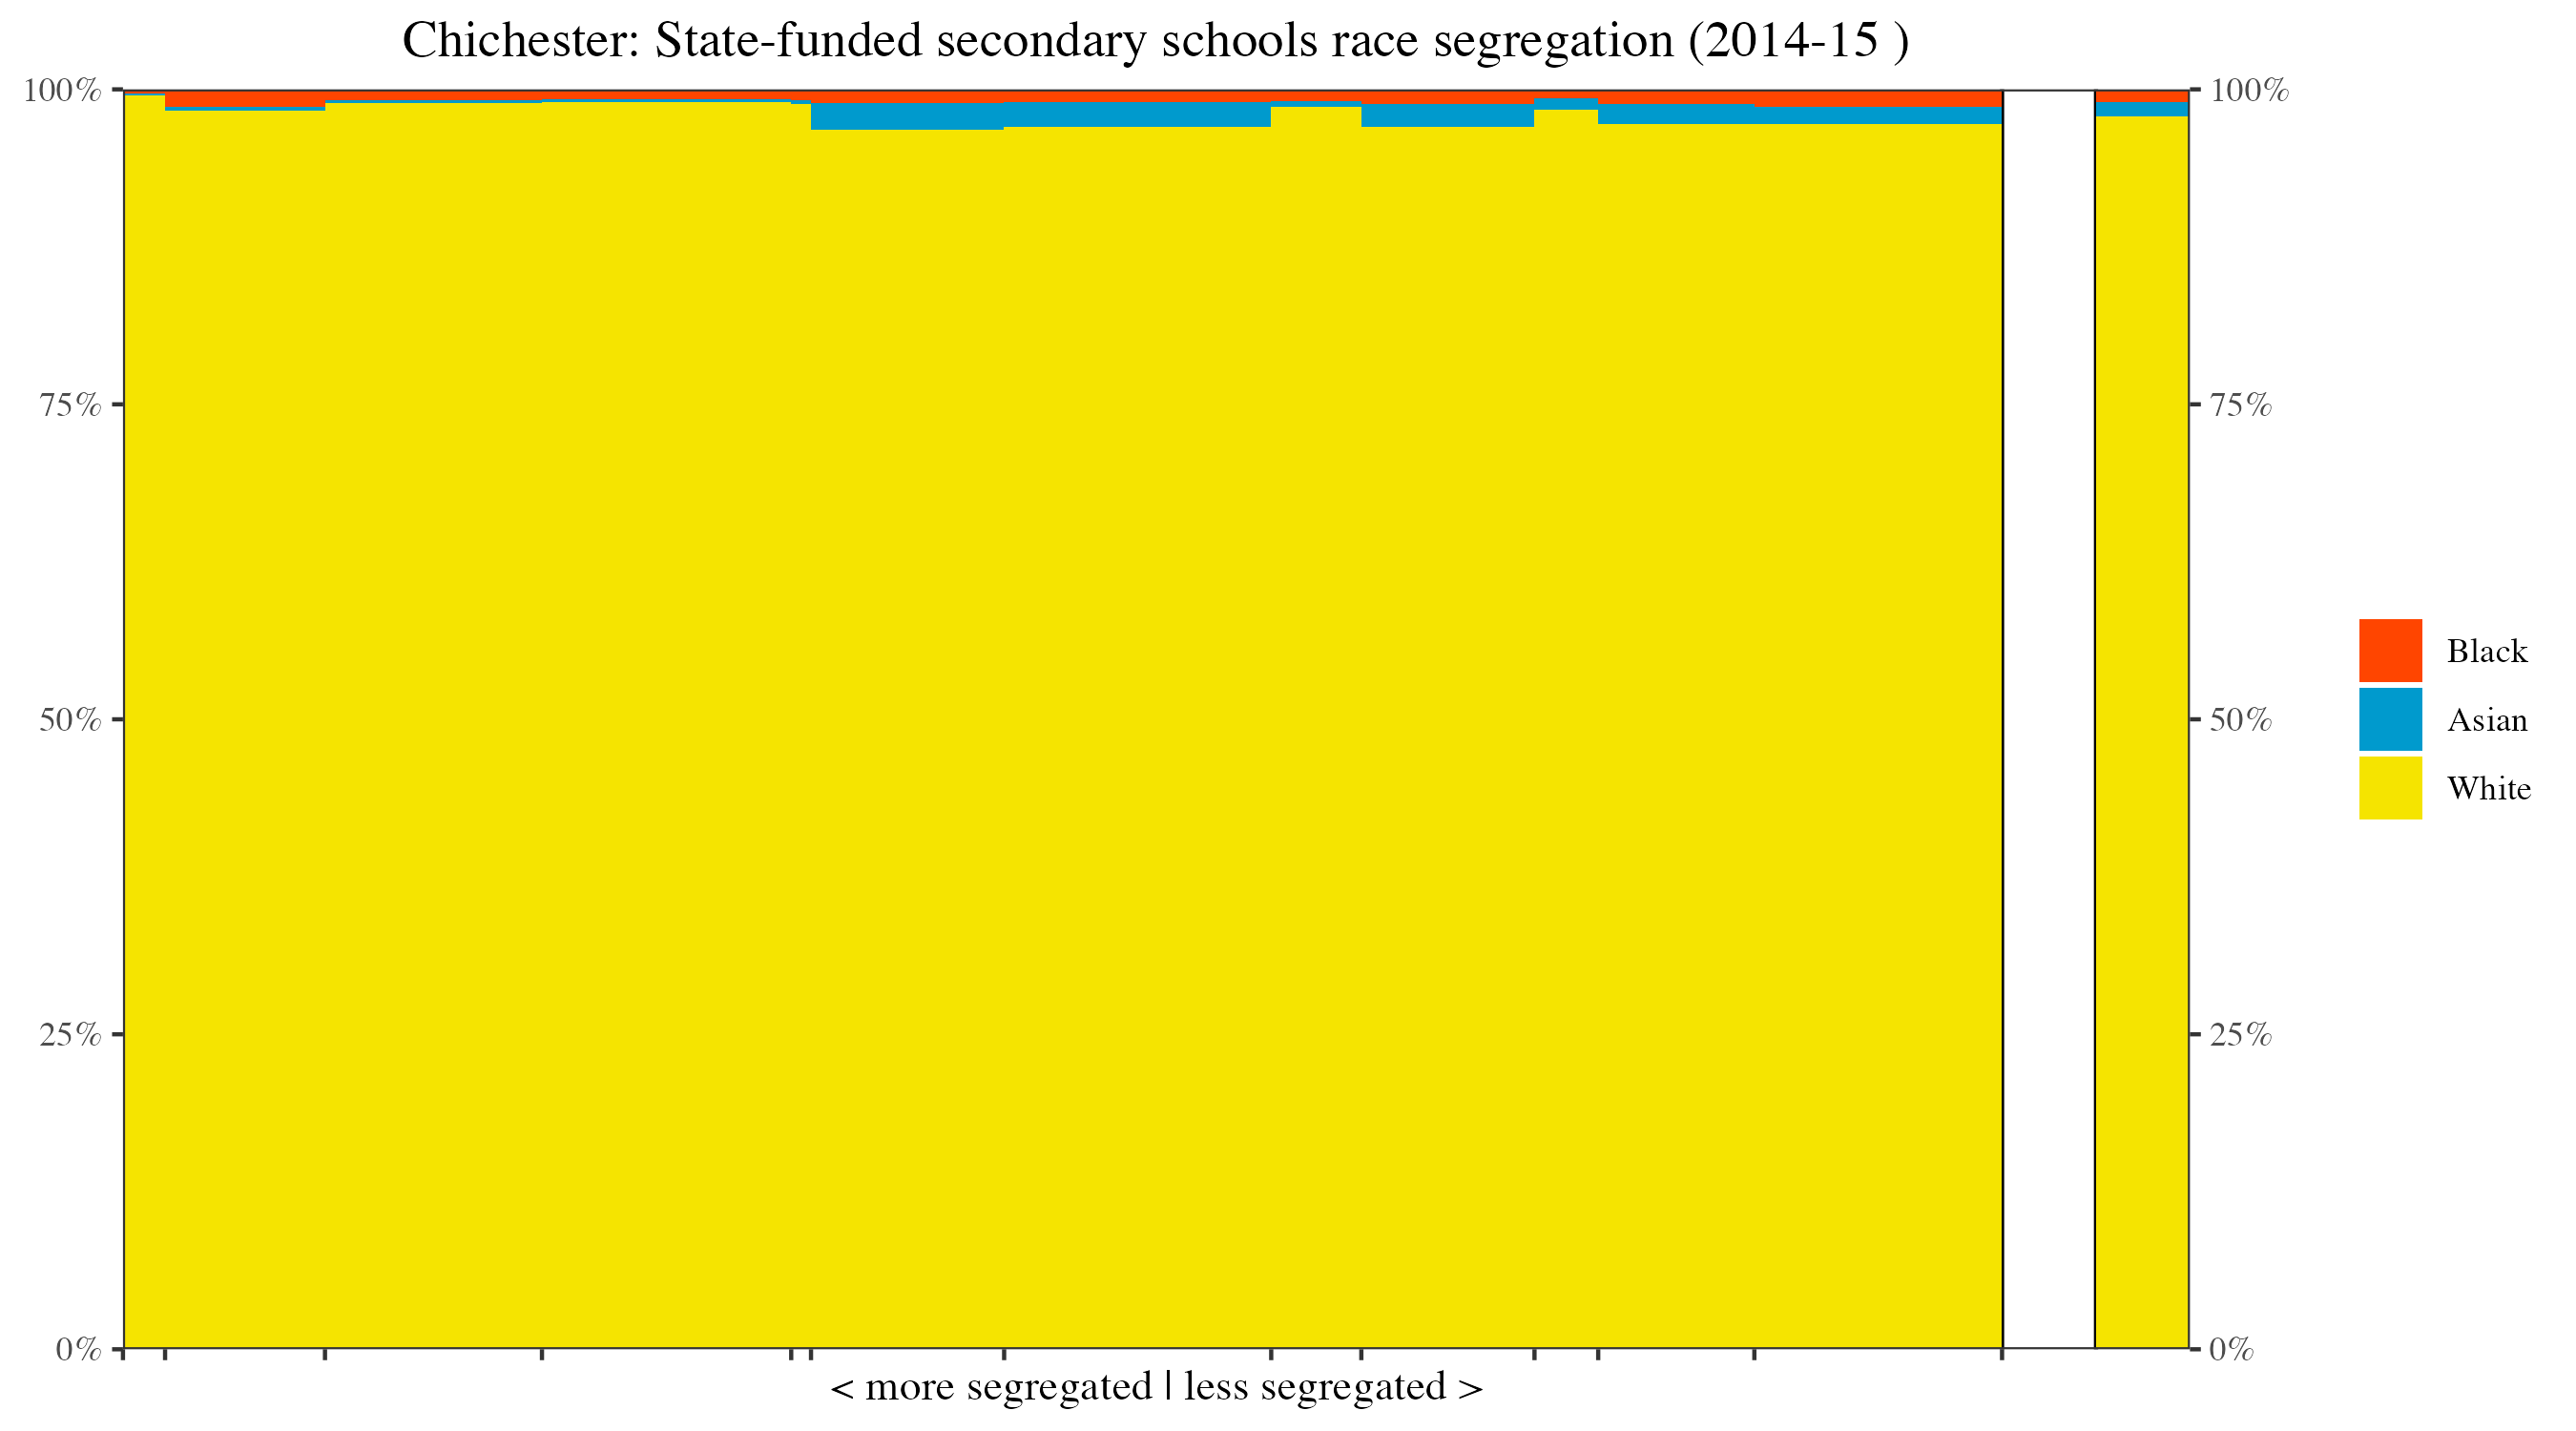 Chichester: State-funded secondary schools race segregation (2014-15 )
100%
75%
50%
25%
0%
100%
75%
50%
25%
0%
Black
Asian
White
< more segregated | less segregated >